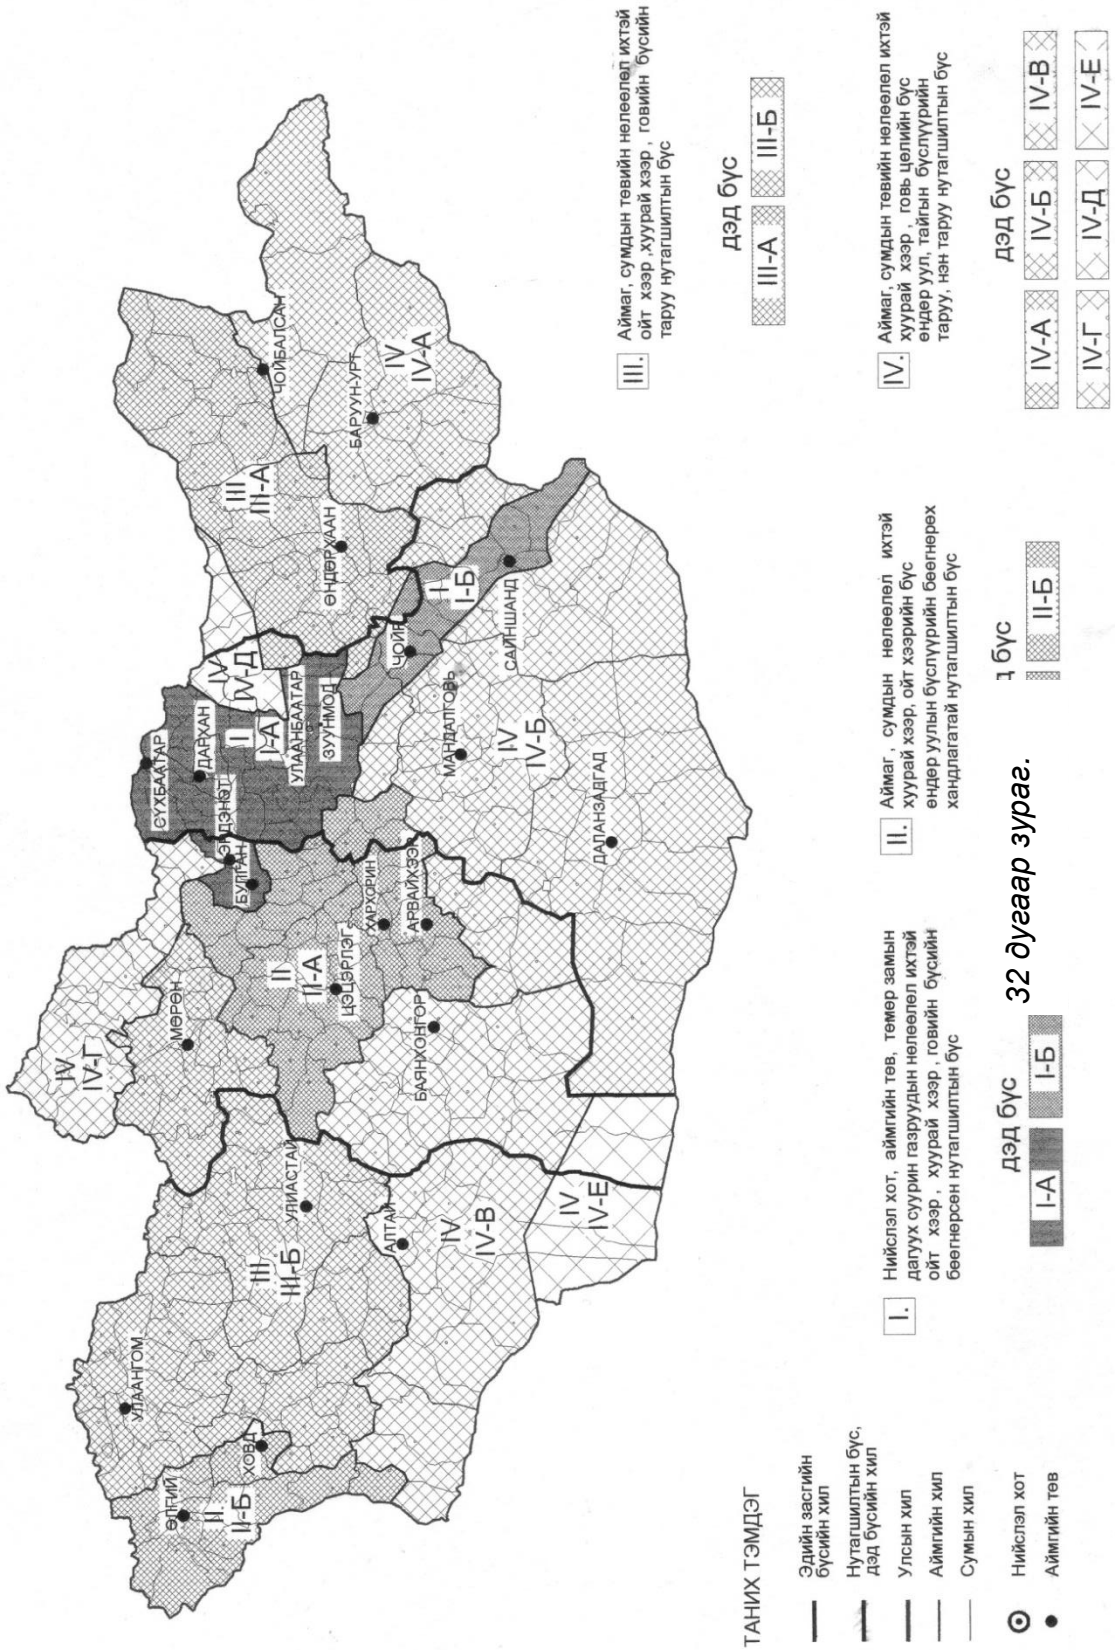 ӨЛГИЙ
II
II-Б
ХОВД
УЛААНГОМ
УЛИАСТАЙ
III
III-Б
АЛТАЙ
IV
IV-В
IV
IV-Е
IV
IV-Г
МӨРӨН
II
II-А
ЦЭЦЭРЛЭГ
ХАРХОРИН
АРВАЙХЭЭР
БАЯНХОНГОР
БУЛГАН
ЭРДЭНЭТ
СҮХБААТАР
ДАРХАН
I
I-А
УЛААНБААТАР
ЗУУНМОД
IV
IV-Д
ЧОЙР
I
I-Б
САЙНШАНД
МАНДАЛГОВЬ
IV
IV-Б
ДАЛАНЗАДГАД
III
III-А
ӨНДӨРХААН
ЧОЙБАЛСАН
БАРУУН-УРТ
IV
IV-А
ТАНИХ ТЭМДЭГ
Эдийн засгийн
бүсийн хил
Нутагшилтын бүс,
дэд бүсийн хил
Улсын хил
Аймгийн хил
Сумын хил
Нийслэл хот
Аймгийн төв
I.
Нийслэл хот, аймгийн төв, төмөр замын
дагуух суурин газруудын нөлөөлөл ихтэй
ойт хээр, хуурай хээр, говийн бүсийн
бөөгнөрсөн нутагшилтын бүс
дэд бүс
I-А
I-Б
II.
Аймаг, сумдын нөлөөлөл ихтэй
хуурай хээр, ойт хээрийн бүс
өндөр уулын бүслүүрийн бөөгнөрөх
хандлагатай нутагшилтын бүс
д бүс
II-Б
32 дугаар зураг.
III.
Аймаг, сумдын төвийн нөлөөлөл ихтэй
ойт хээр ,хуурай хээр , говийн бүсийн
таруу нутагшилтын бүс
дэд бүс
III-А
III-Б
IV.
Аймаг, сумдын төвийн нөлөөлөл ихтэй
хуурай хээр , говь цөлийн бүс
өндөр уул, тайгын бүслүүрийн
таруу, нэн таруу нутагшилтын бүс
дэд бүс
IV-А
IV-Б
IV-В
IV-Г
IV-Д
IV-Е